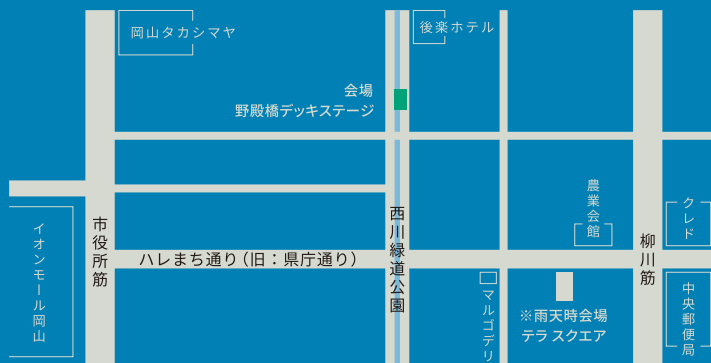 岡山タカシマヤ
後楽ホテル
会場
野殿橋デッキステージ
農業会館
クレド
イオンモール岡山
市役所筋
西川緑道公園
柳川筋
ハレまち通り（旧：県庁通り）
マルゴデリ
中央郵便局
※雨天時会場
テラ スクエア